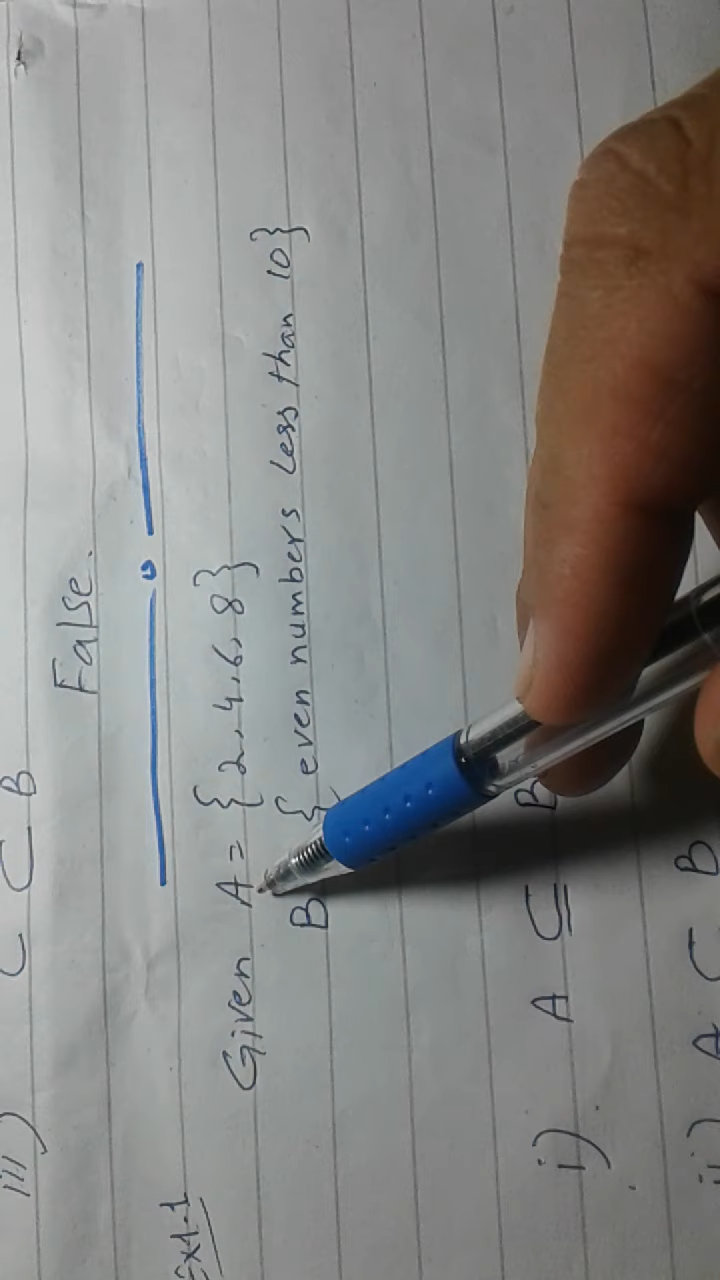 iii) C ⊂ B
False.
Ex1.1
Given A = {2,4,6,8}
B {even numbers less than 10}
i) A ⊆ B
ii) A ⊂ B